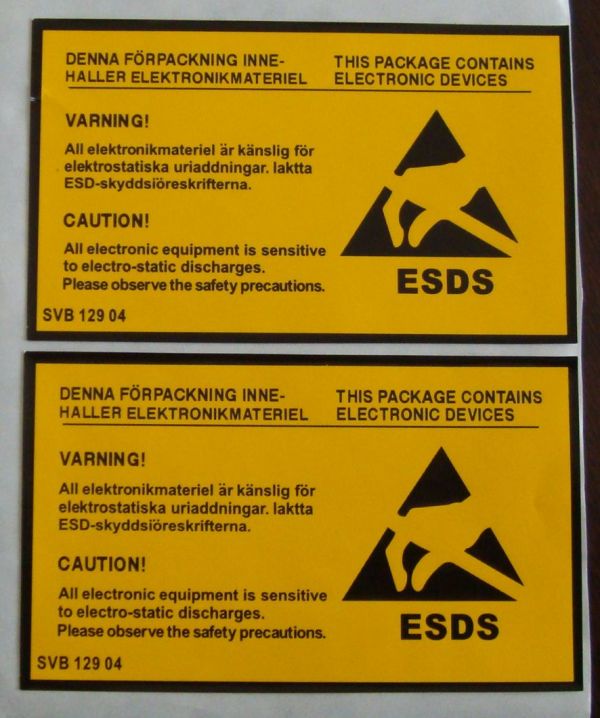 DENNA FÖRPACKNING INNE-
HALLER ELEKTRONIKMATERIEL
THIS PACKAGE CONTAINS
ELECTRONIC DEVICES
VARNING!
All elektronikmateriel är känslig för
elektrostatiska uriaddningar. laktta
ESD-skyddsiöreskrifterna.
CAUTION!
All electronic equipment is sensitive
to electro-static discharges.
Please observe the safety precautions.
ESDS
SVB 129 04
DENNA FÖRPACKNING INNE-
HALLER ELEKTRONIKMATERIEL
THIS PACKAGE CONTAINS
ELECTRONIC DEVICES
VARNING!
All elektronikmateriel är känslig för
elektrostatiska uriaddningar. laktta
ESD-skyddsiöreskrifterna.
CAUTION!
All electronic equipment is sensitive
to electro-static discharges.
Please observe the safety precautions.
ESDS
SVB 129 04